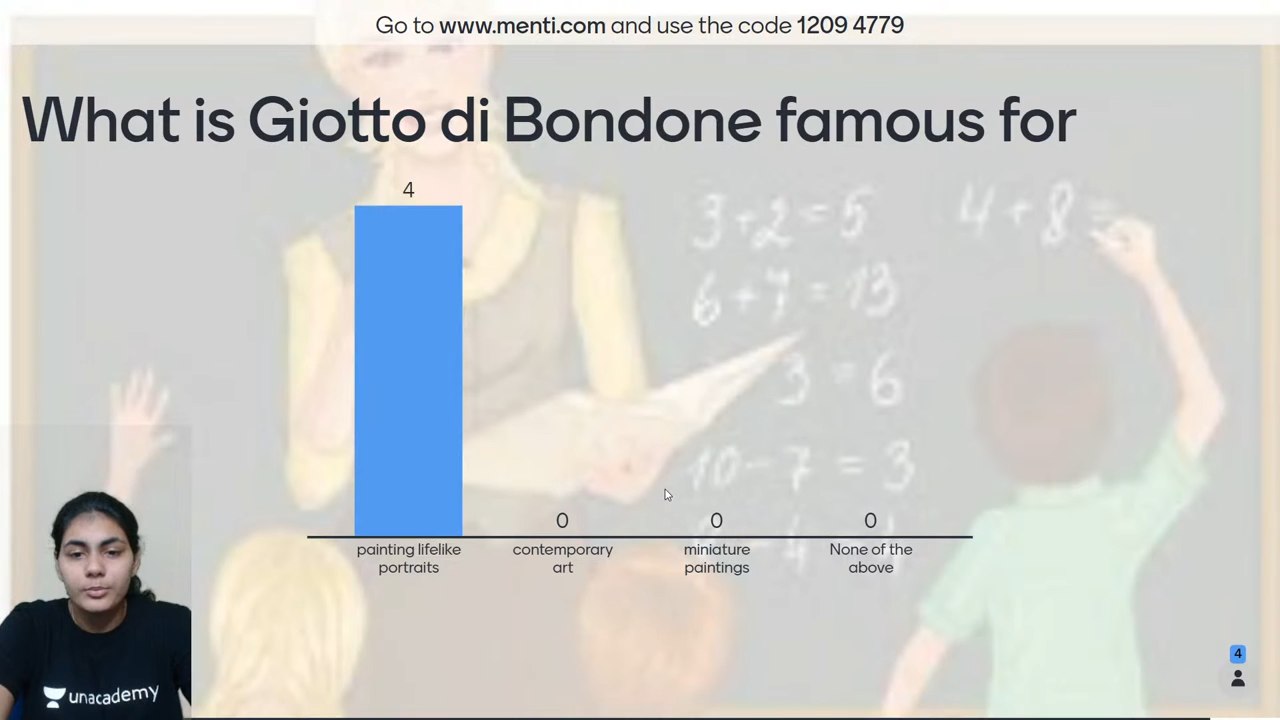 Go to www.menti.com and use the code 1209 4779
What is Giotto di Bondone famous for
4
0
0
0
painting lifelike
portraits
contemporary
art
miniature
paintings
None of the
above
3+2=5
4+8=
6+7=13
3=6
10-7=3
4
unacademy